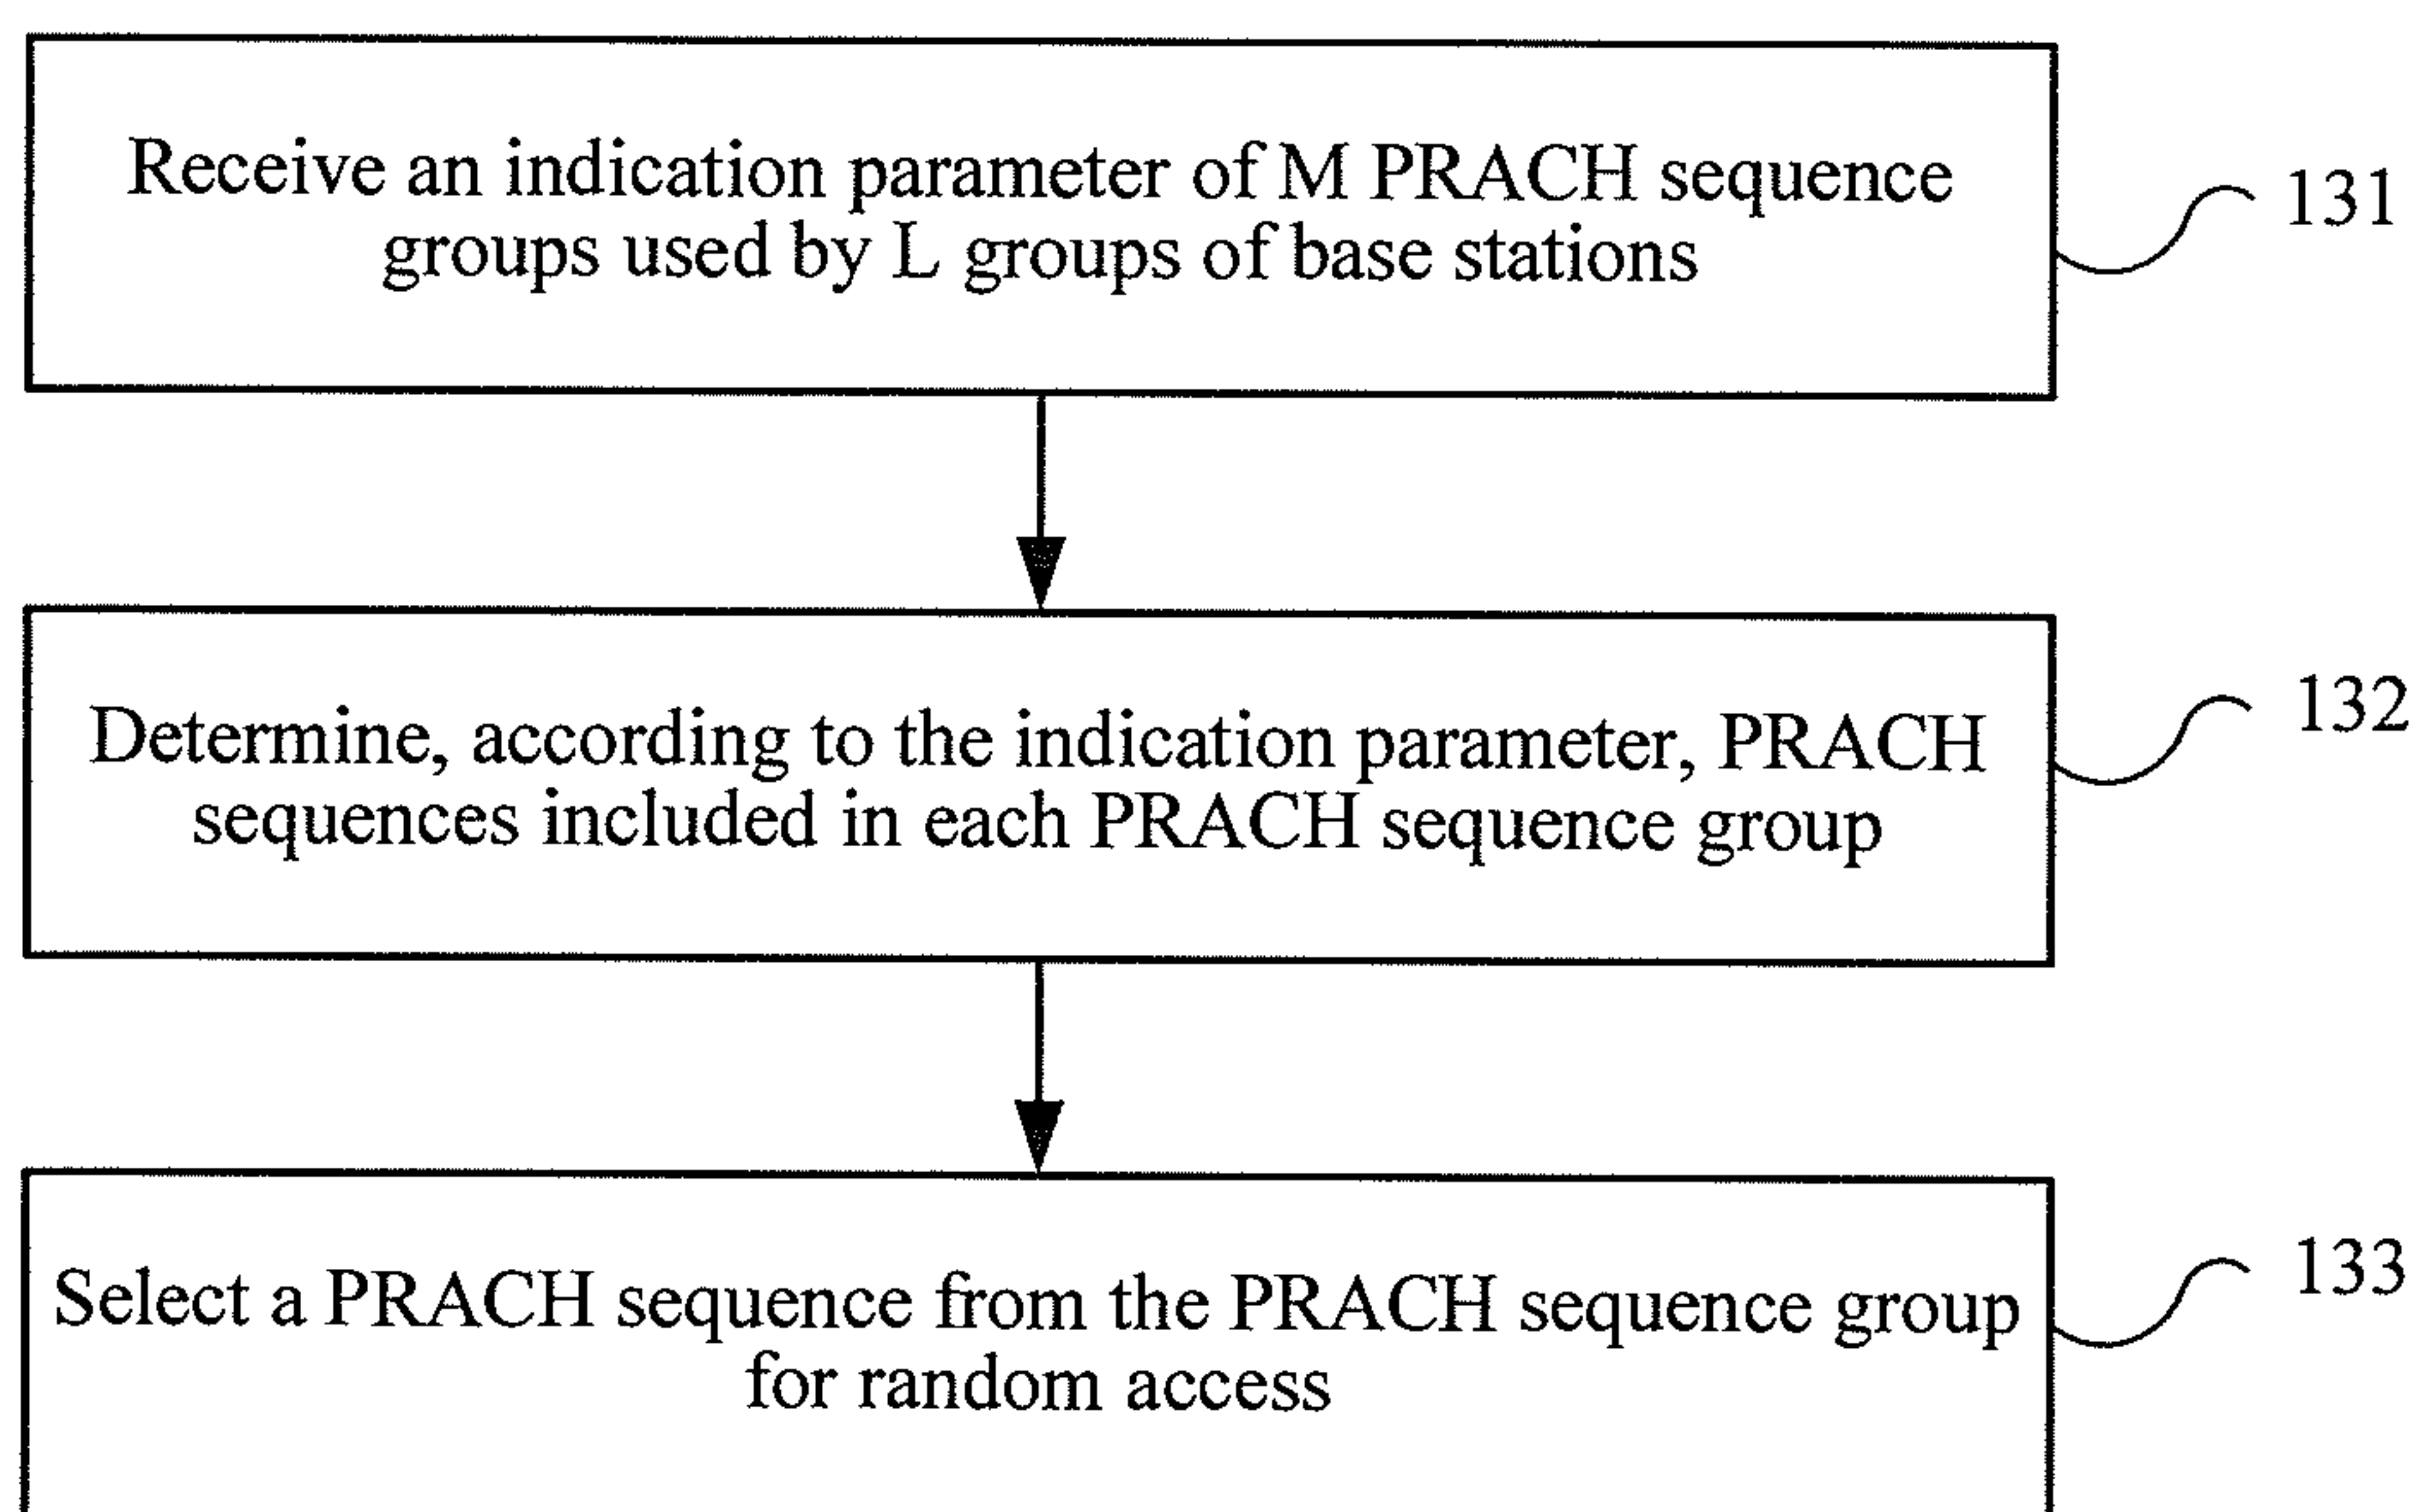 Receive an indication parameter of M PRACH sequence
groups used by L groups of base stations
131
Determine, according to the indication parameter, PRACH
sequences included in each PRACH sequence group
132
Select a PRACH sequence from the PRACH sequence group
for random access
133